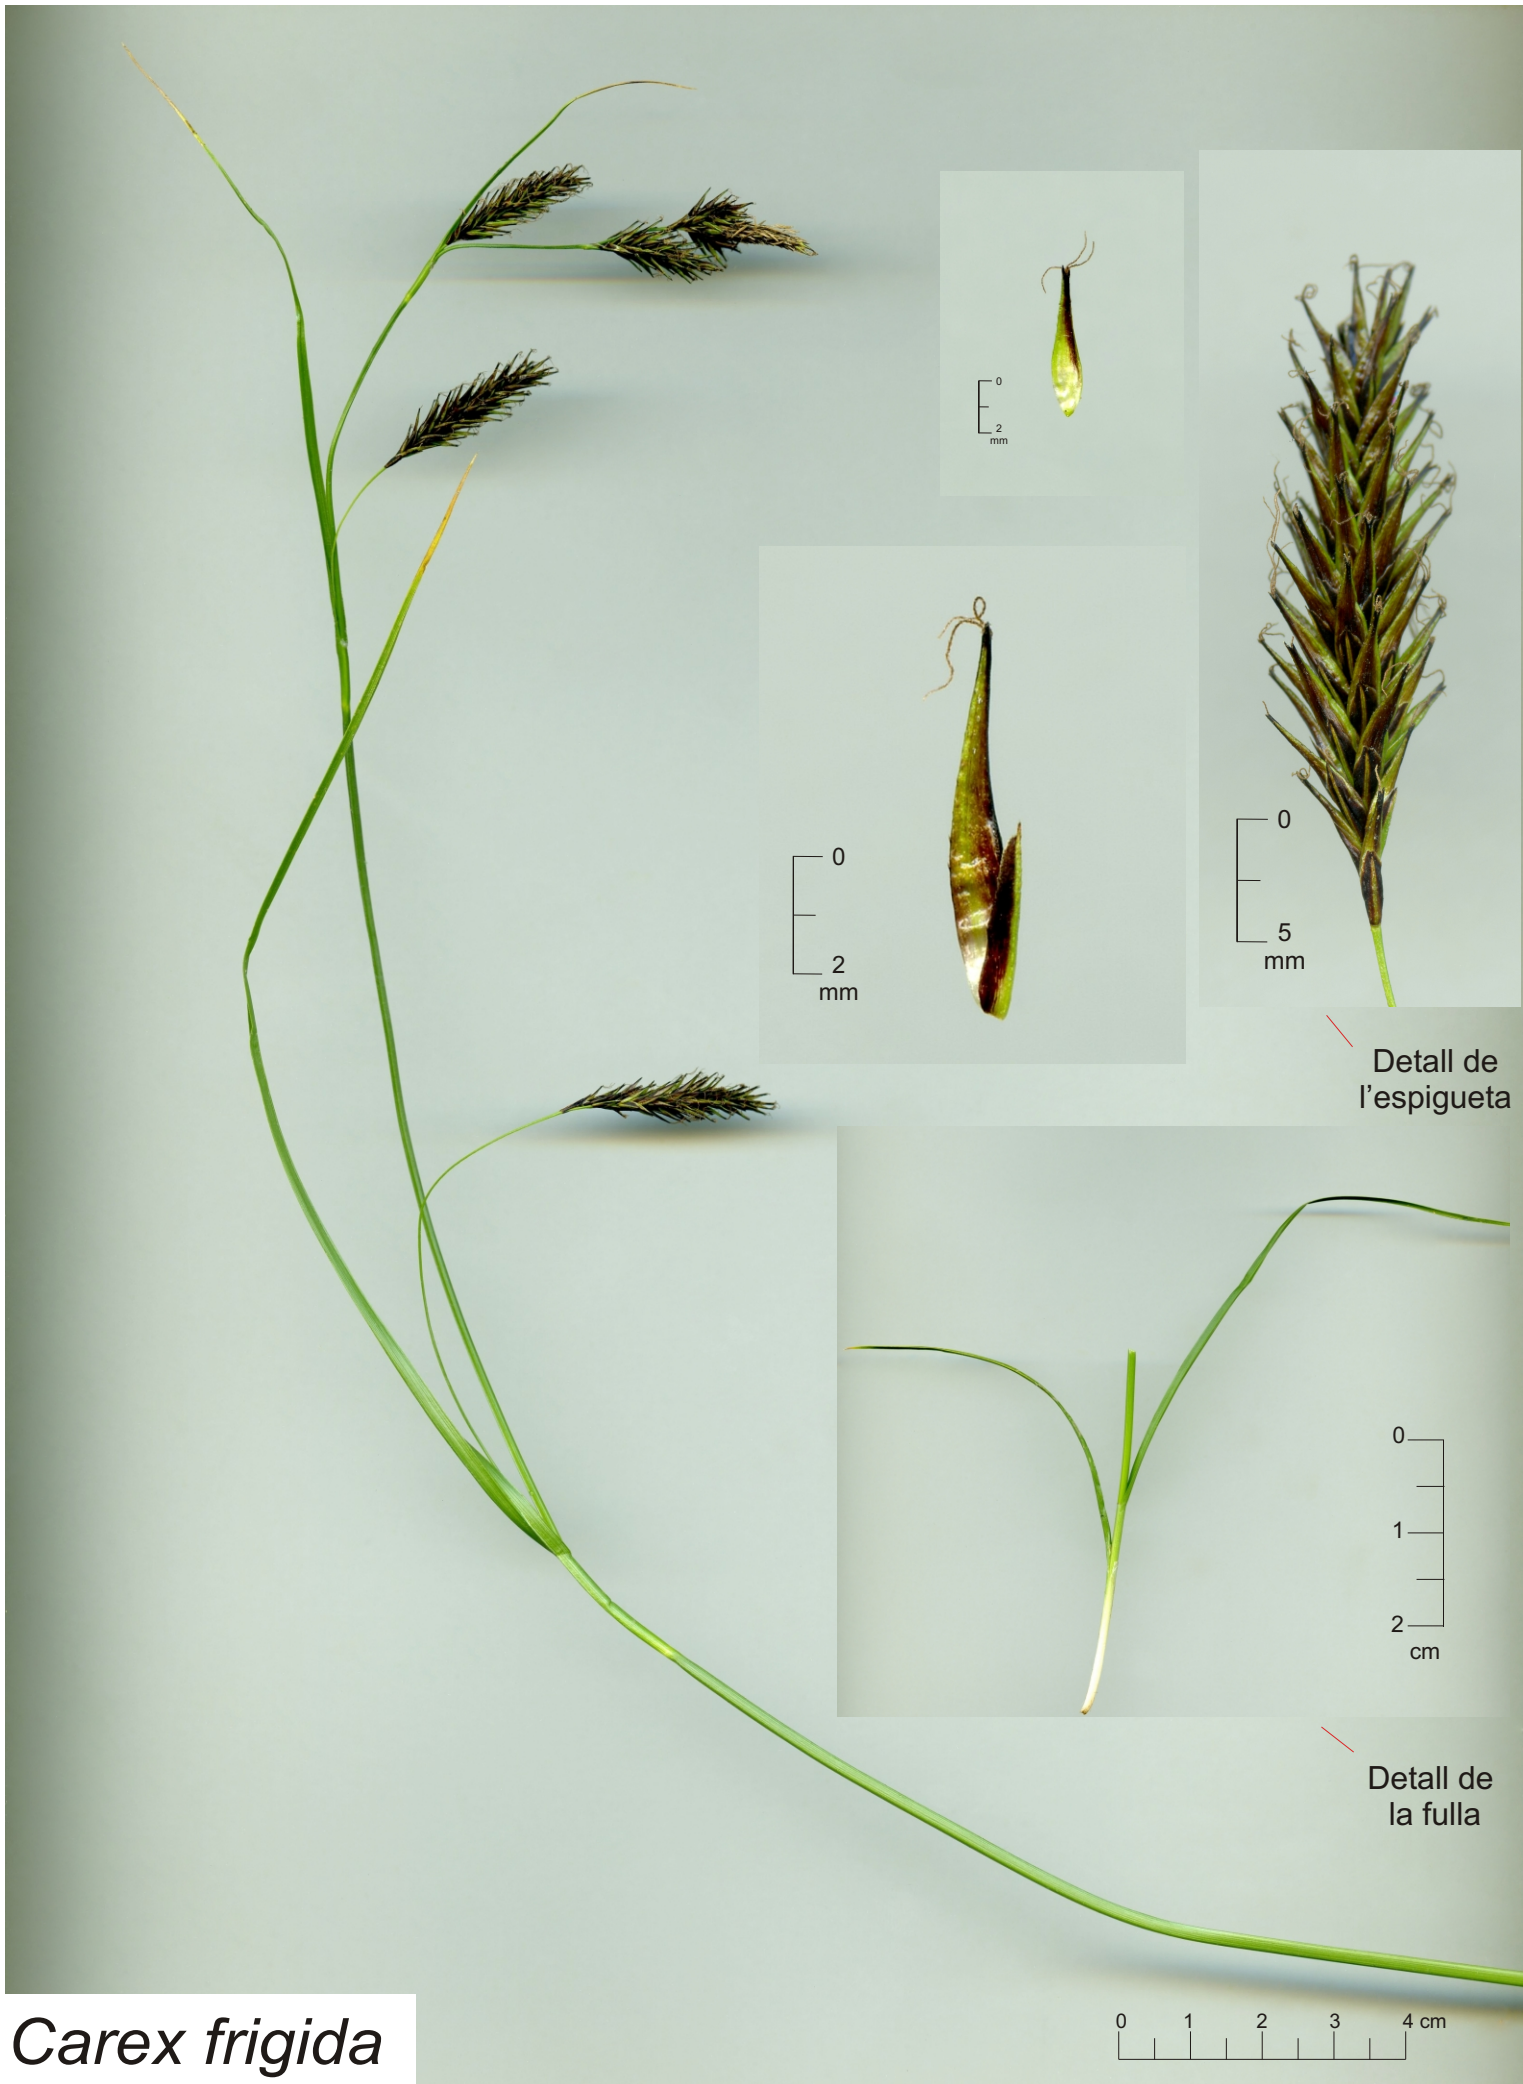 0
2
mm
0
2
mm
0
5
mm
Detall de
l'espigueta
0
1
2
cm
Detall de
la fulla
0 1 2 3 4 cm
Carex frigida